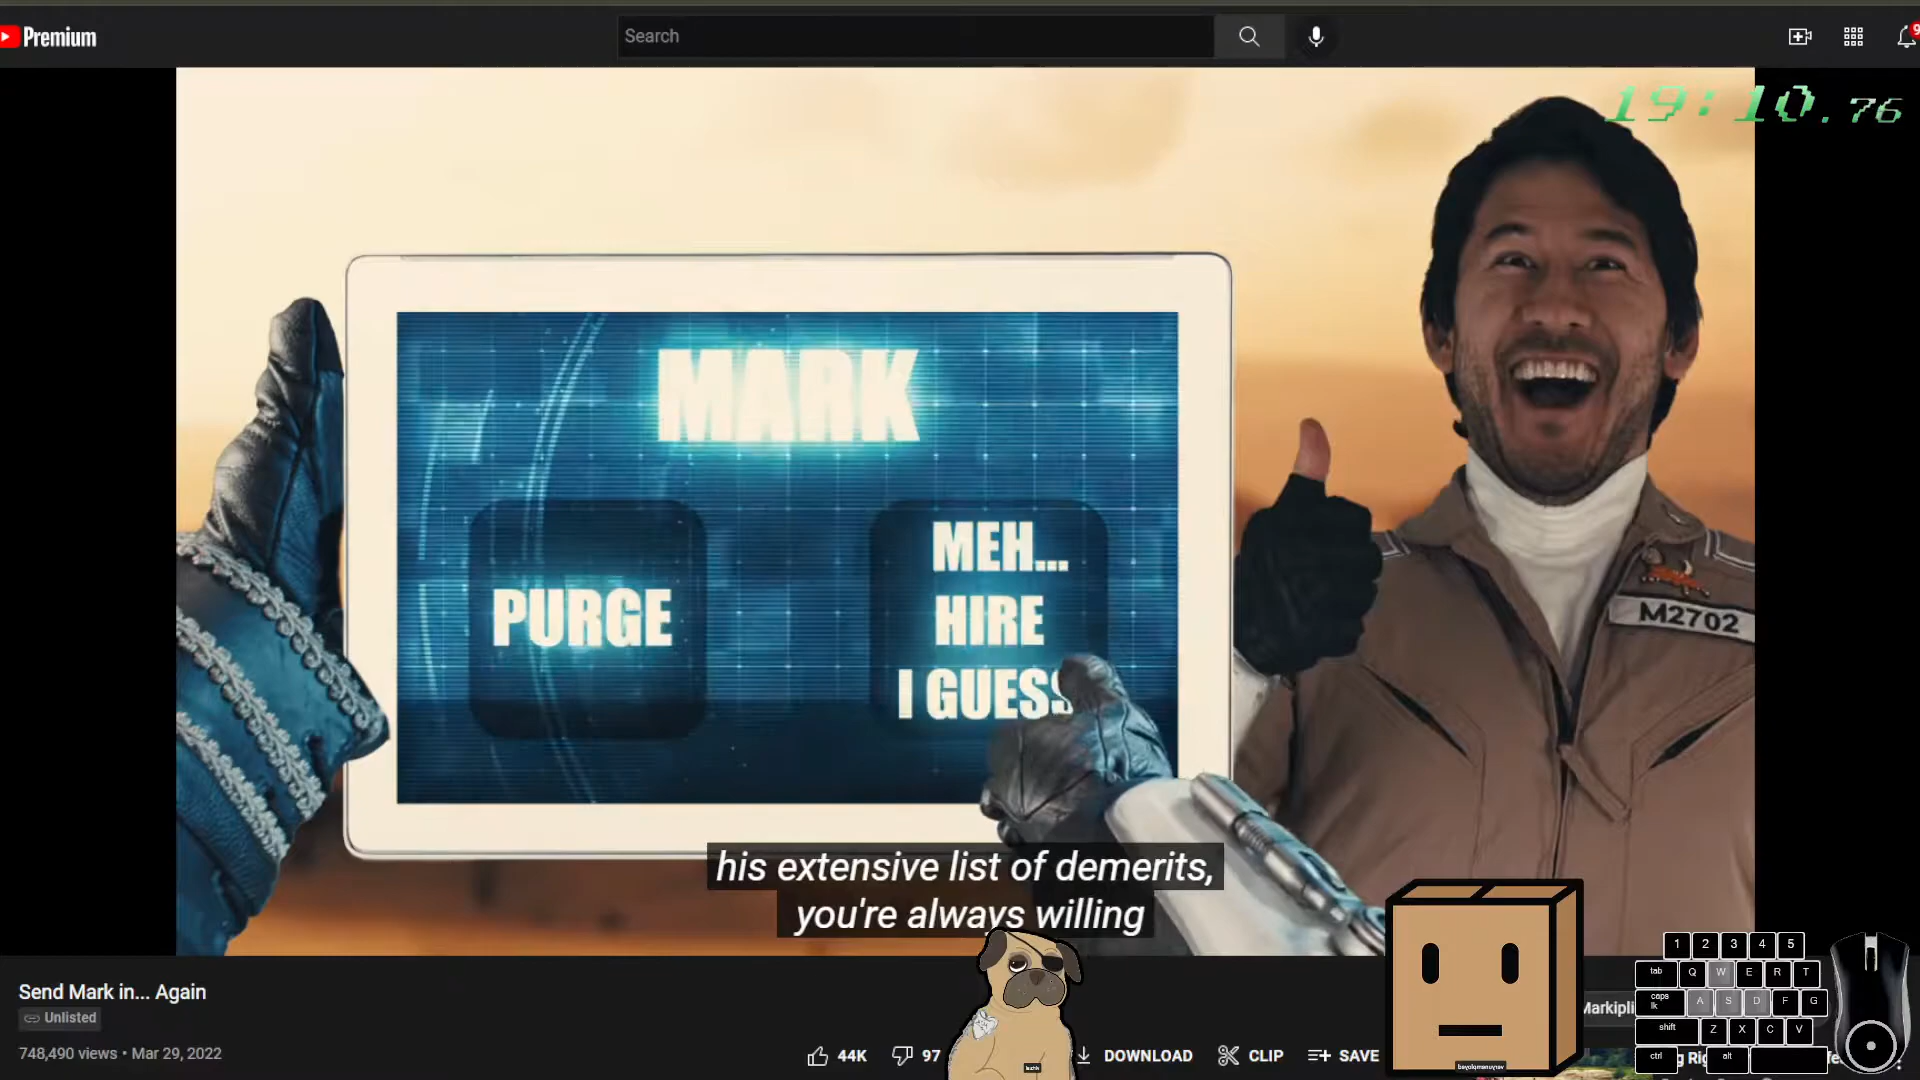 Premium
Search
9
19:10.76
MARK
PURGE
MEH...
HIRE
I GUESS
M2702
his extensive list of demerits,
you're always willing
Send Mark in... Again
Unlisted
748,490 views • Mar 29, 2022
44K
97
DOWNLOAD
CLIP
SAVE
Markipli
1 2 3 4 5
tab Q W E R T
caps lk A S D F G
shift Z X C V
ctrl alt